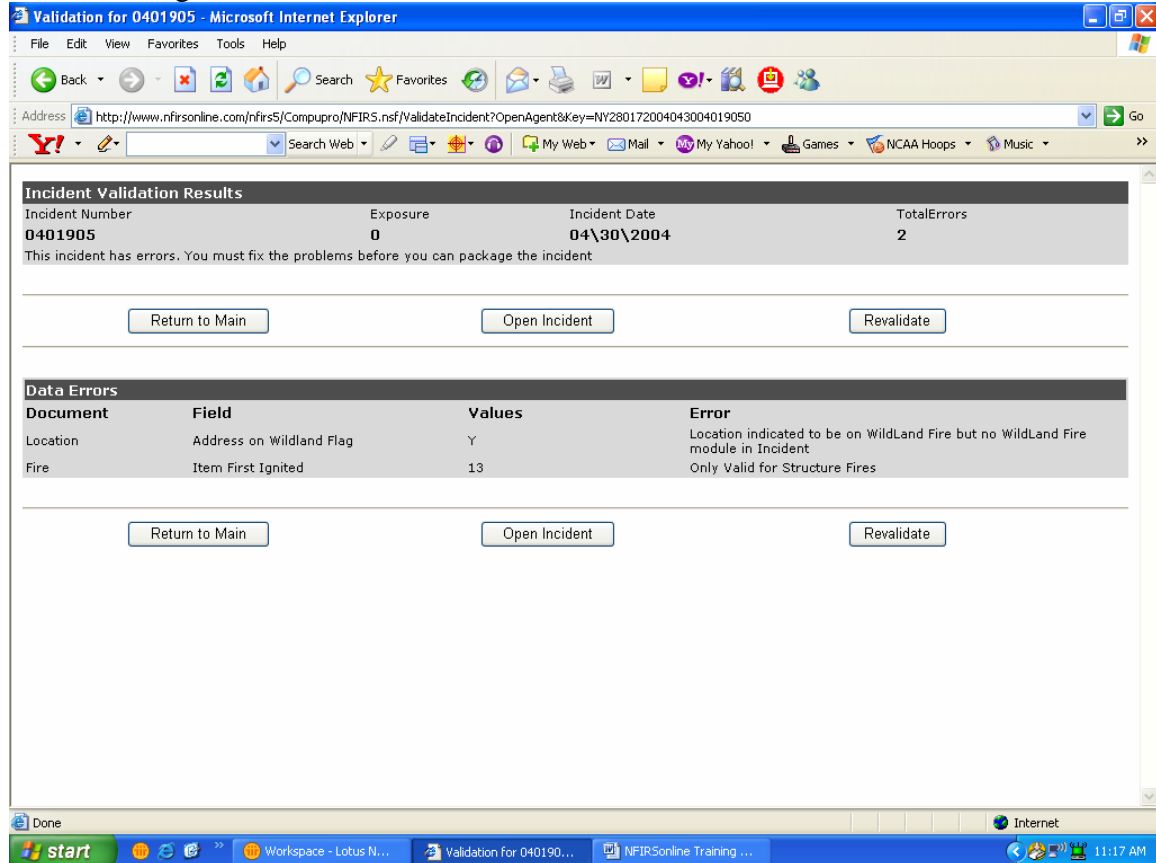 Validation for 0401905 - Microsoft Internet Explorer
File Edit View Favorites Tools Help
Back Search Favorites
Address http://www.nfirsonline.com/nfirs5/Compupro/NFIRS.nsf/ValidateIncident?OpenAgent&Key=NY280172004043004019050 Go
Y! Search Web My Web Mail My Yahoo! Games NCAA Hoops Music >>
Incident Validation Results
Incident Number Exposure Incident Date TotalErrors
0401905 0 04\30\2004 2
This incident has errors. You must fix the problems before you can package the incident
Return to Main Open Incident Revalidate
Data Errors
Document Field Values Error
Location Address on Wildland Flag Y Location indicated to be on WildLand Fire but no WildLand Fire
module in Incident
Fire Item First Ignited 13 Only Valid for Structure Fires
Return to Main Open Incident Revalidate
Done Internet
start Workspace - Lotus N... Validation for 040190... NFIRSonline Training ... 11:17 AM